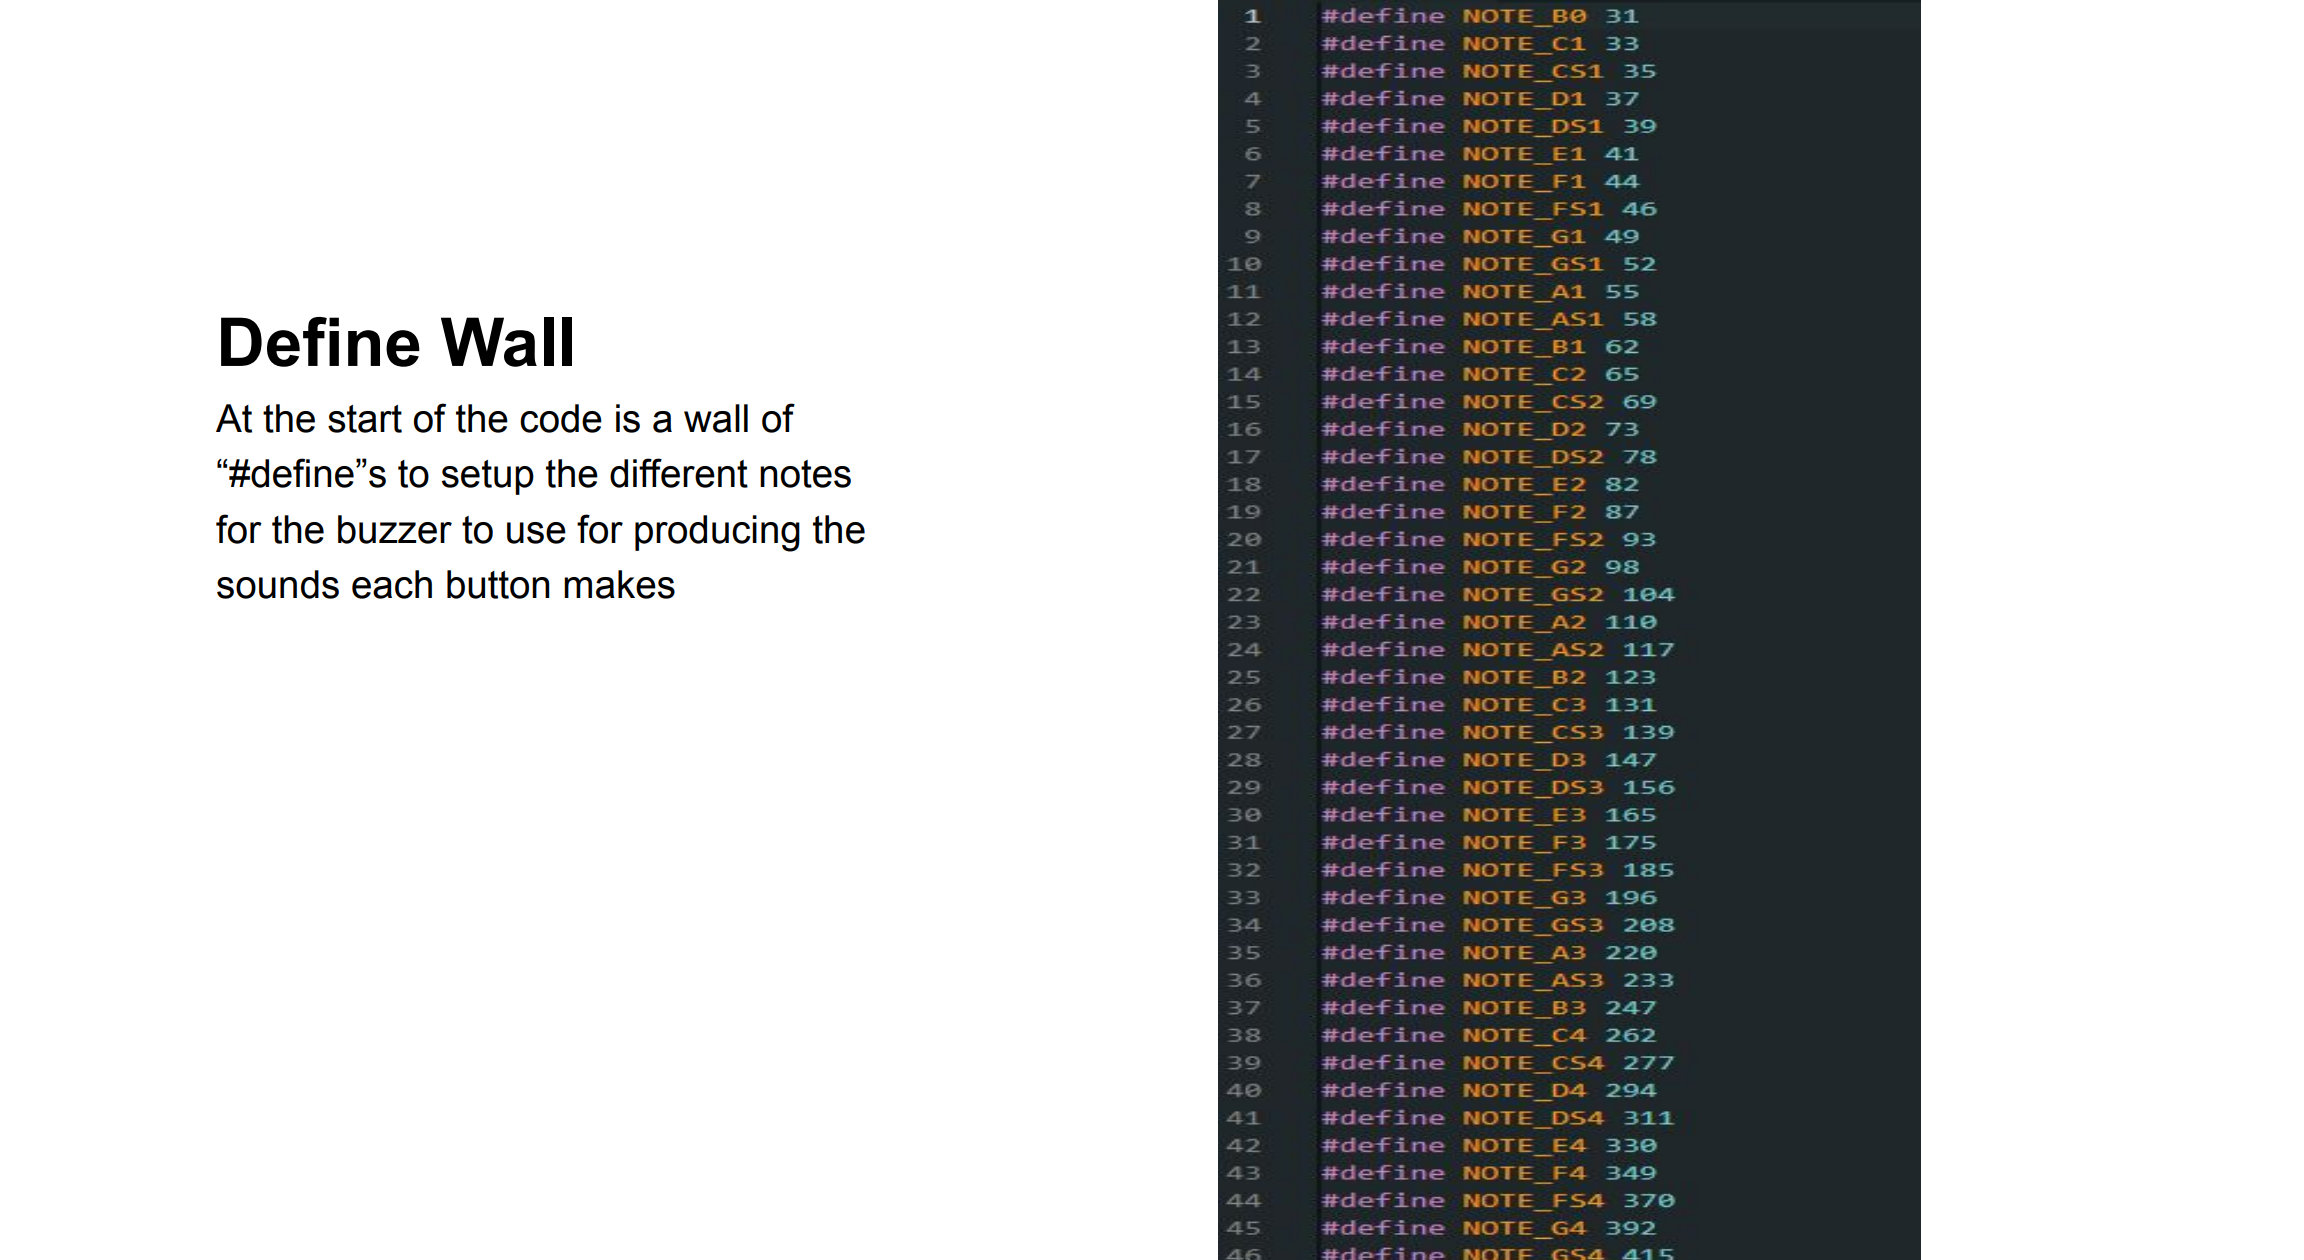 Define Wall
At the start of the code is a wall of
“#define”s to setup the different notes
for the buzzer to use for producing the
sounds each button makes
1 #define NOTE_B0 31
2 #define NOTE_C1 33
3 #define NOTE_CS1 35
4 #define NOTE_D1 37
5 #define NOTE_DS1 39
6 #define NOTE_E1 41
7 #define NOTE_F1 44
8 #define NOTE_FS1 46
9 #define NOTE_G1 49
10 #define NOTE_GS1 52
11 #define NOTE_A1 55
12 #define NOTE_AS1 58
13 #define NOTE_B1 62
14 #define NOTE_C2 65
15 #define NOTE_CS2 69
16 #define NOTE_D2 73
17 #define NOTE_DS2 78
18 #define NOTE_E2 82
19 #define NOTE_F2 87
20 #define NOTE_FS2 93
21 #define NOTE_G2 98
22 #define NOTE_GS2 104
23 #define NOTE_A2 110
24 #define NOTE_AS2 117
25 #define NOTE_B2 123
26 #define NOTE_C3 131
27 #define NOTE_CS3 139
28 #define NOTE_D3 147
29 #define NOTE_DS3 156
30 #define NOTE_E3 165
31 #define NOTE_F3 175
32 #define NOTE_FS3 185
33 #define NOTE_G3 196
34 #define NOTE_GS3 208
35 #define NOTE_A3 220
36 #define NOTE_AS3 233
37 #define NOTE_B3 247
38 #define NOTE_C4 262
39 #define NOTE_CS4 277
40 #define NOTE_D4 294
41 #define NOTE_DS4 311
42 #define NOTE_E4 330
43 #define NOTE_F4 349
44 #define NOTE_FS4 370
45 #define NOTE_G4 392
46 #define NOTE_GS4 415